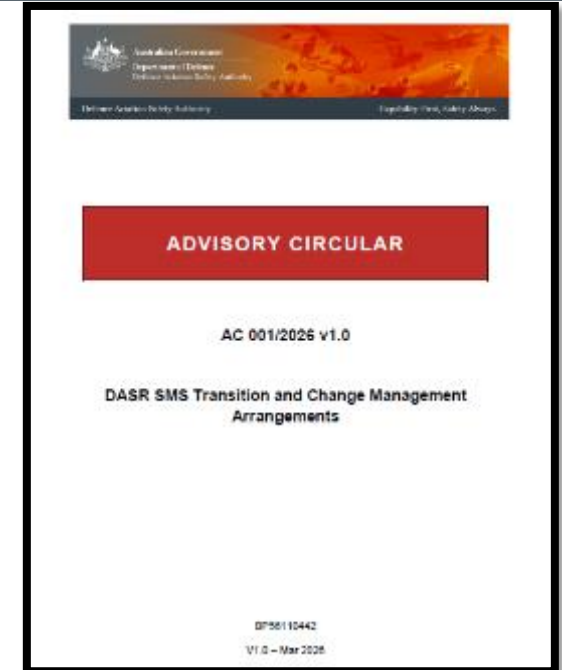 Australian Government
Department of Defence
Defence Aviation Safety Authority
Defence Aviation Safety Authority
Capability First, Safety Always
ADVISORY CIRCULAR
AC 001/2026 v1.0
DASR SMS Transition and Change Management
Arrangements
BP56110442
V1.0 – Mar 2026